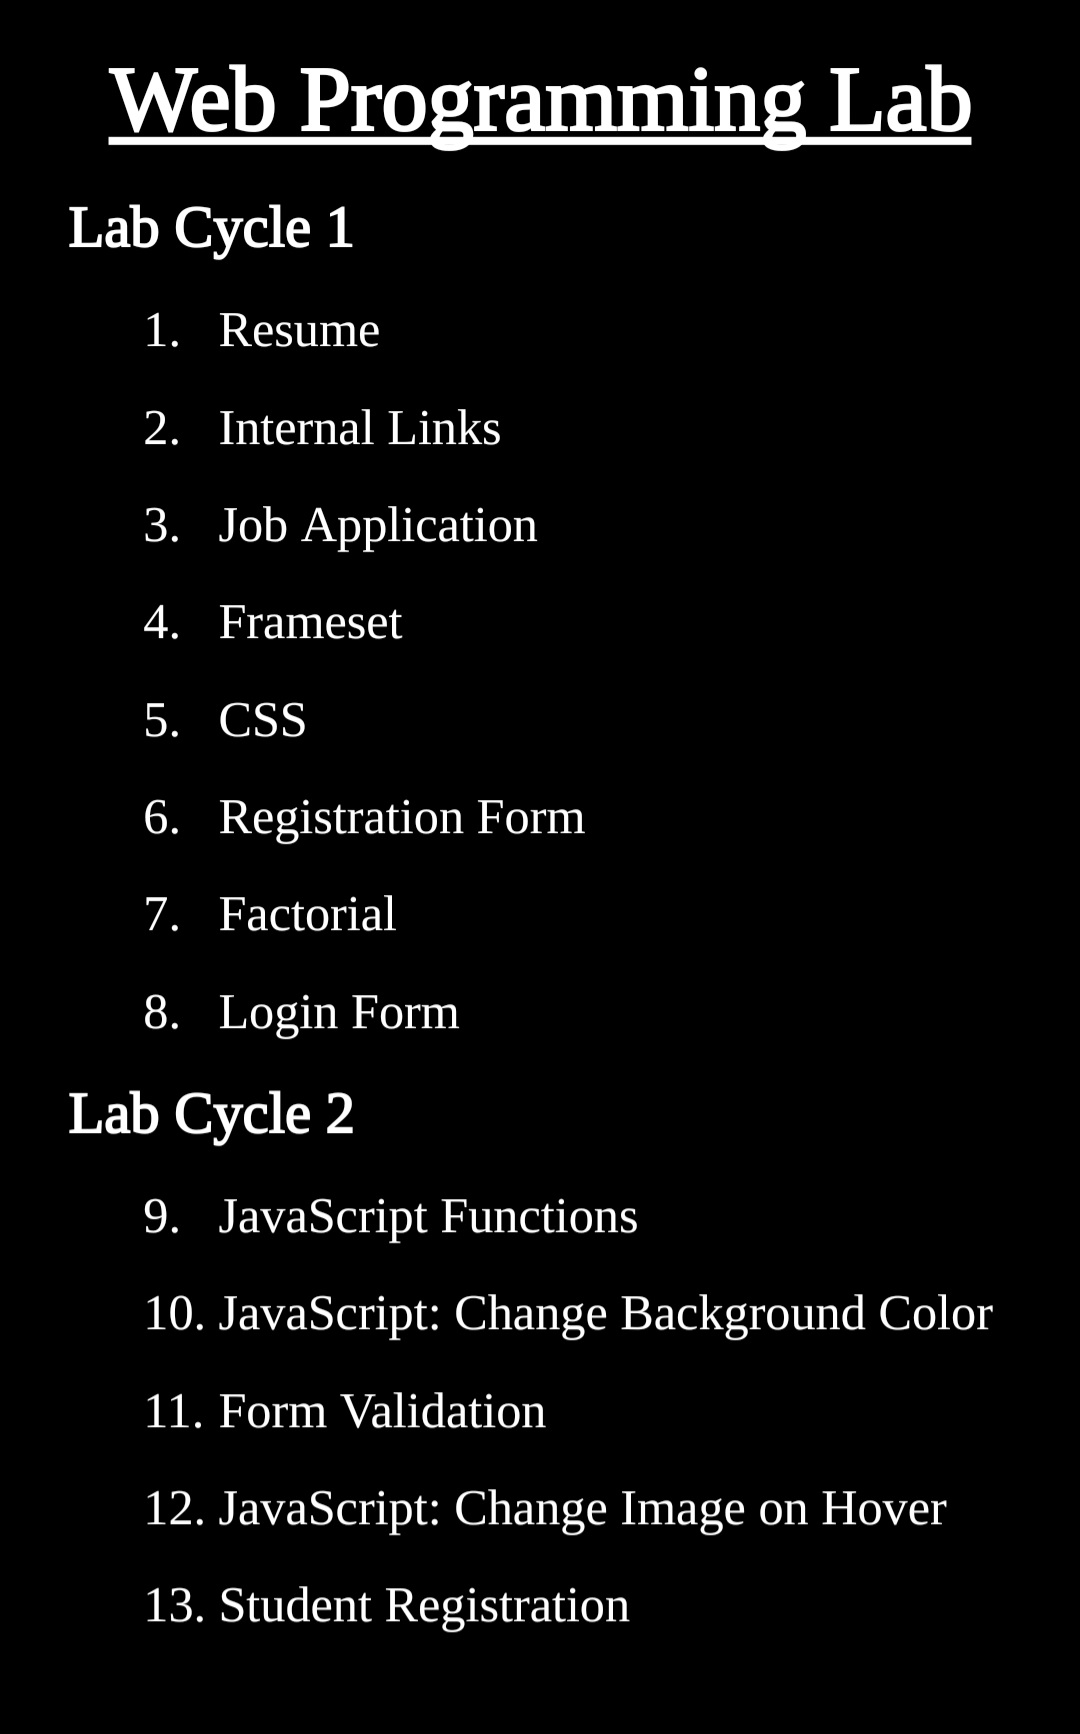 Web Programming Lab
Lab Cycle 1
1. Resume
2. Internal Links
3. Job Application
4. Frameset
5. CSS
6. Registration Form
7. Factorial
8. Login Form
Lab Cycle 2
9. JavaScript Functions
10. JavaScript: Change Background Color
11. Form Validation
12. JavaScript: Change Image on Hover
13. Student Registration